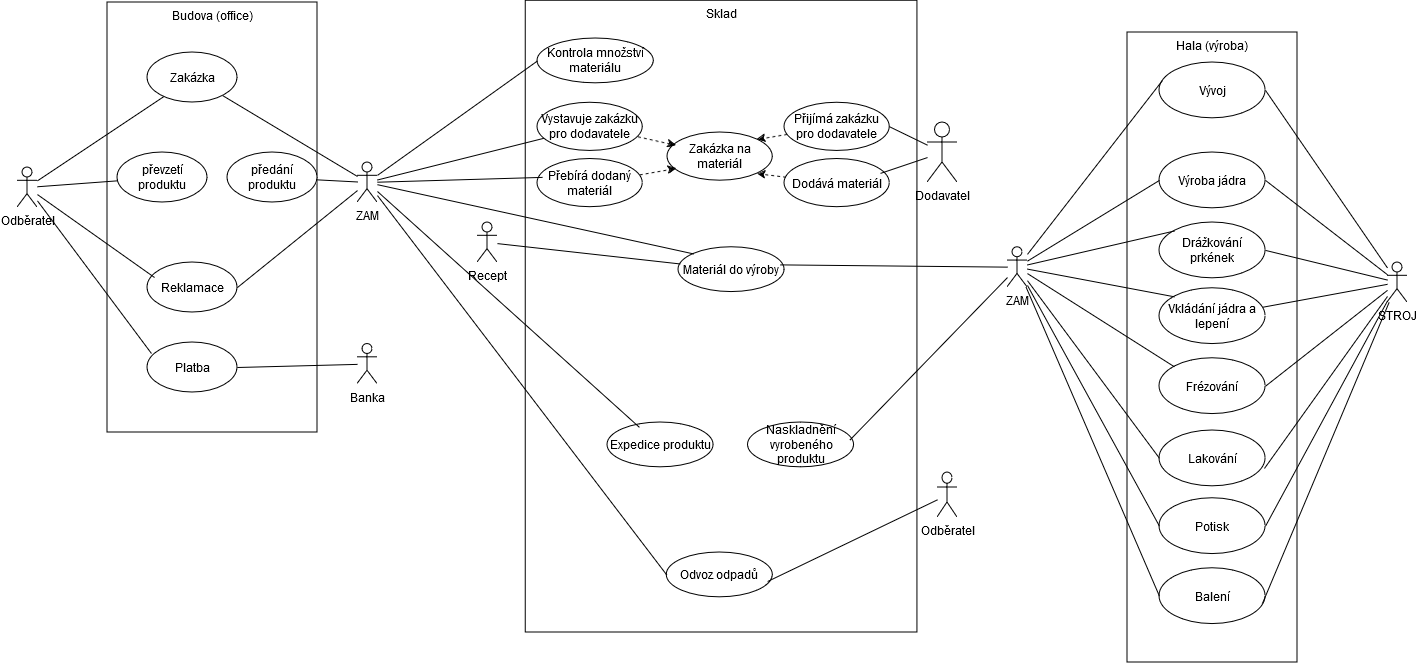 Budova (office)
Zakázka
převzetí
produktu
předání
produktu
Odběratel
Reklamace
Platba
ZAM
Banka
Sklad
Kontrola množství
materiálu
Vystavuje zakázku
pro dodavatele
Přebírá dodaný
materiál
Zakázka na
materiál
Přijímá zakázku
pro dodavatele
Dodává materiál
Dodavatel
Recept
Materiál do výroby
Expedice produktu
Naskladnění
vyrobeného
produktu
Odvoz odpadů
Odběratel
ZAM
Hala (výroba)
Vývoj
Výroba jádra
Drážkování
prkének
Vkládání jádra a
lepení
Frézování
Lakování
Potisk
Balení
STROJ